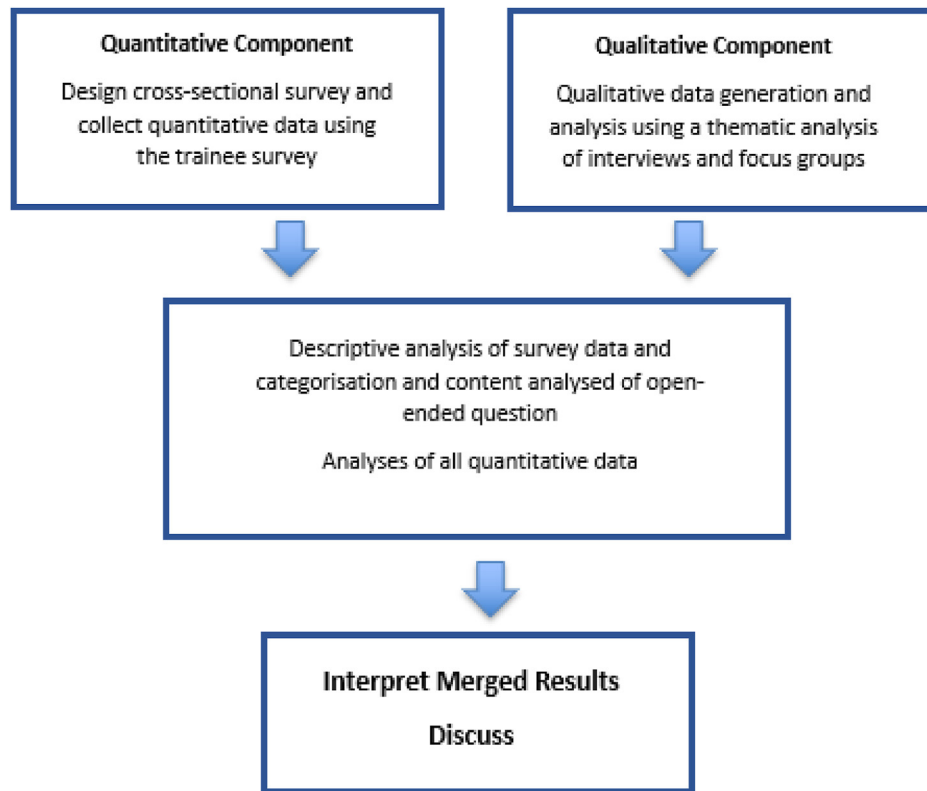 Quantitative Component
Design cross-sectional survey and
collect quantitative data using
the trainee survey
Qualitative Component
Qualitative data generation and
analysis using a thematic analysis
of interviews and focus groups
Descriptive analysis of survey data and
categorisation and content analysed of open-
ended question
Analyses of all quantitative data
Interpret Merged Results
Discuss